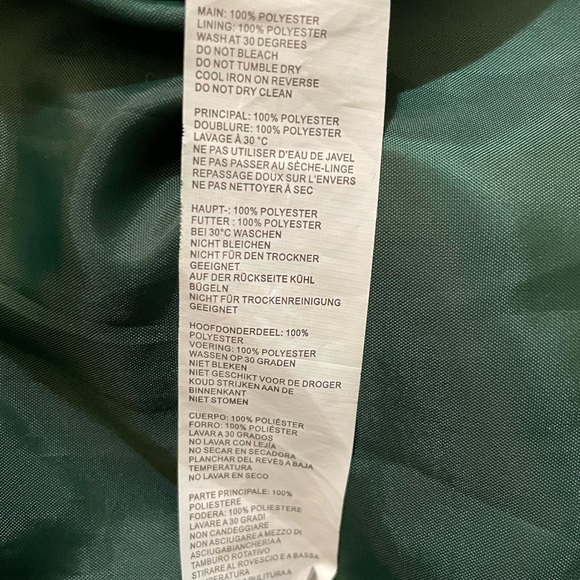 MAIN: 100% POLYESTER
LINING: 100% POLYESTER
WASH AT 30 DEGREES
DO NOT BLEACH
DO NOT TUMBLE DRY
COOL IRON ON REVERSE
DO NOT DRY CLEAN
PRINCIPAL: 100% POLYESTER
DOUBLURE: 100% POLYESTER
LAVAGE À 30 °C
NE PAS UTILISER D'EAU DE JAVEL
NE PAS PASSER AU SÈCHE-LINGE
REPASSAGE DOUX SUR L'ENVERS
NE PAS NETTOYER À SEC
HAUPT-: 100% POLYESTER
FUTTER : 100% POLYESTER
BEI 30°C WASCHEN
NICHT BLEICHEN
NICHT FÜR DEN TROCKNER
GEEIGNET
AUF DER RÜCKSEITE KÜHL
BÜGELN
NICHT FÜR TROCKENREINIGUNG
GEEIGNET
HOOFDONDERDEEL: 100%
POLYESTER
VOERING: 100% POLYESTER
WASSEN OP 30 GRADEN
NIET BLEKEN
NIET GESCHIKT VOOR DE DROGER
KOUD STRIJKEN AAN DE
BINNENKANT
NIET STOMEN
CUERPO: 100% POLIÉSTER
FORRO: 100% POLIÉSTER
LAVAR A 30 GRADOS
NO LAVAR CON LEJÍA
NO SECAR EN SECADORA
PLANCHAR DEL REVÉS A BAJA
TEMPERATURA
NO LAVAR EN SECO
PARTE PRINCIPALE: 100%
POLIESTERE
FODERA: 100% POLIESTERE
LAVARE A 30 GRADI
NON CANDEGGIARE
NON ASCIUGARE A MEZZO DI
ASCIUGABIANCHERIA A
TAMBURO ROTATIVO
STIRARE AL ROVESCIO E A BASSA
TEMPERATURA